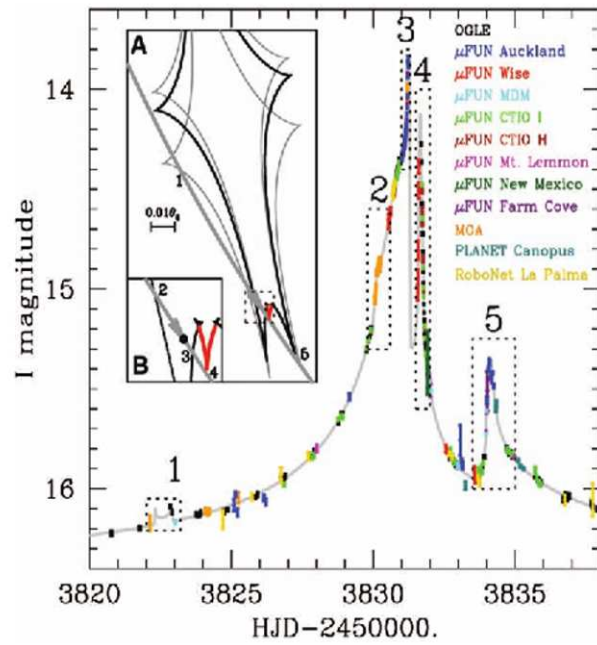 3
4
OGLE
μFUN Auckland
μFUN Wise
μFUN MDM
μFUN CTIO I
μFUN CTIO H
μFUN Mt. Lemmon
μFUN New Mexico
μFUN Farm Cove
MOA
PLANET Canopus
RoboNet La Palma
A
1
0.01θE
2
B
2
3
4
5
5
1
I magnitude
14
15
16
3820
3825
3830
3835
HJD-2450000.